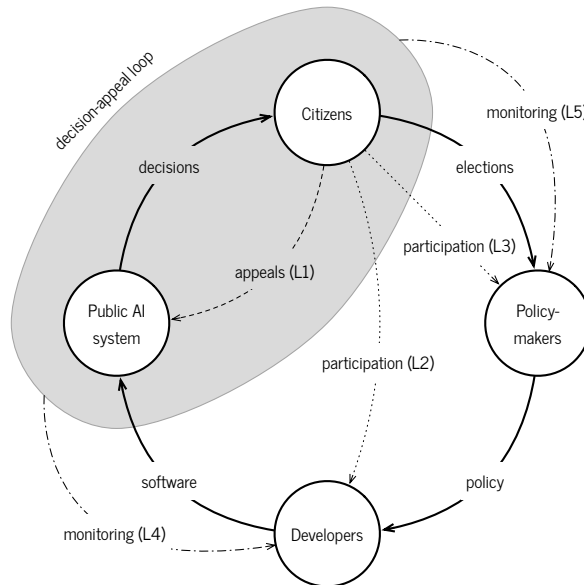 decision-appeal loop
Citizens
monitoring (L5)
decisions
elections
participation (L3)
appeals (L1)
Public AI
system
Policy-
makers
participation (L2)
software
policy
monitoring (L4)
Developers